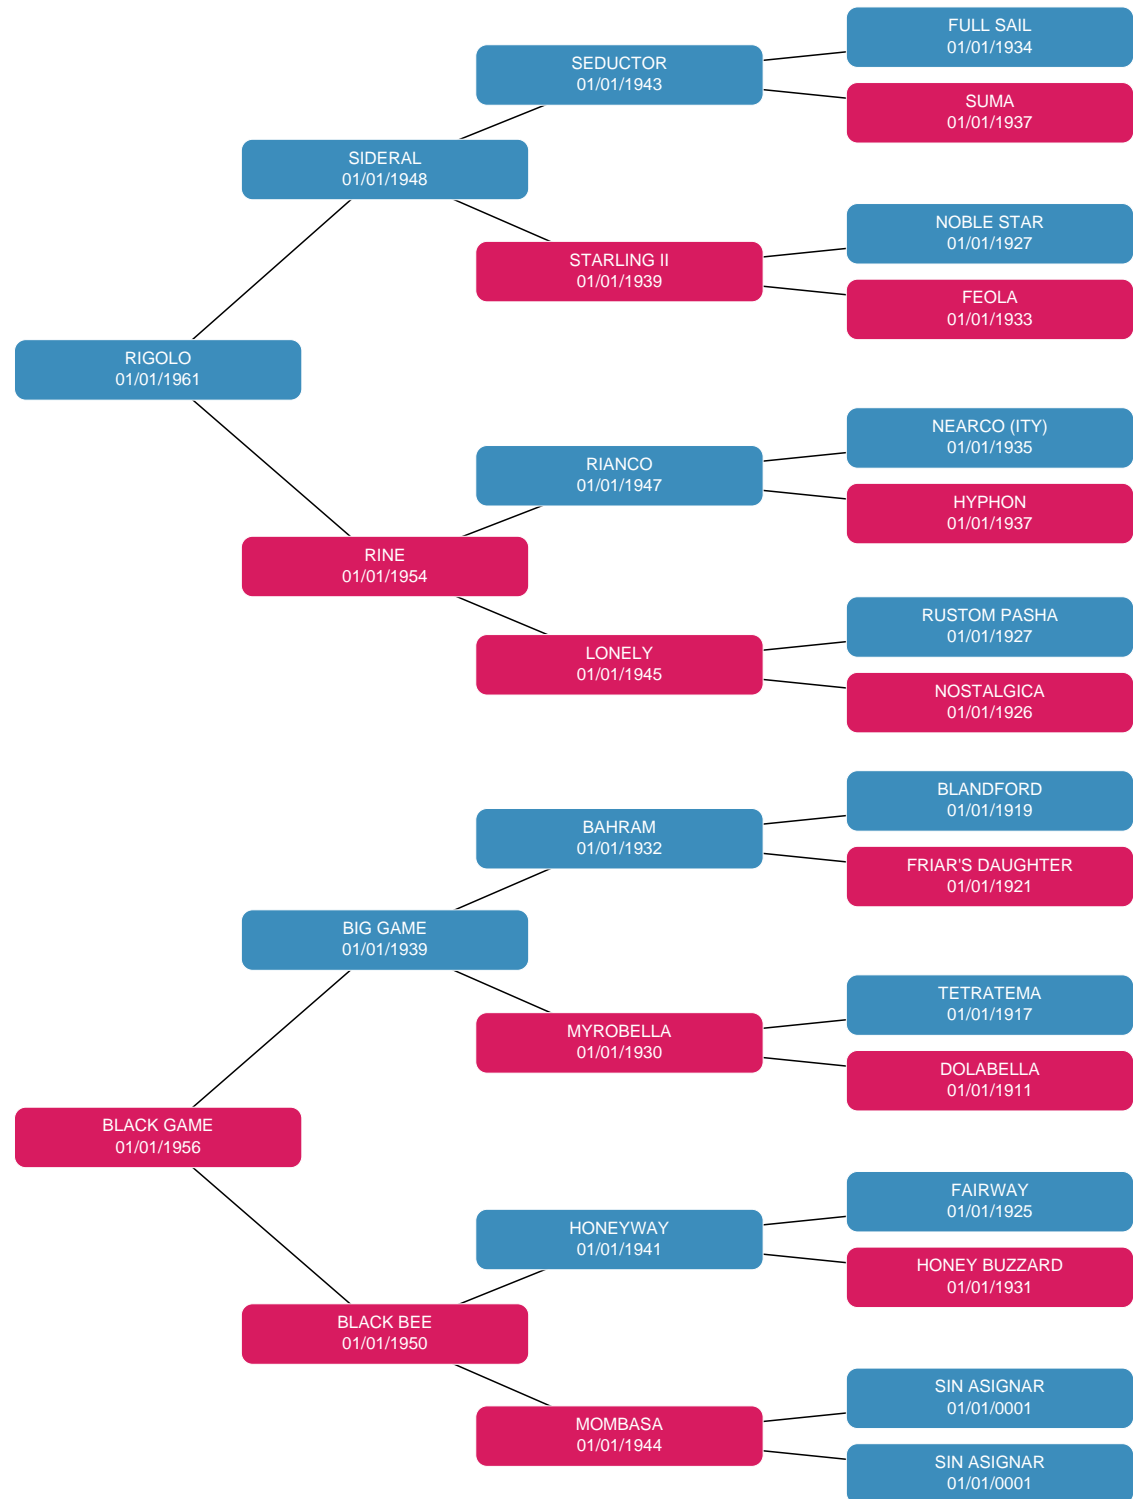 FULL SAIL
01/01/1934
SEDUCTOR
01/01/1943
SUMA
01/01/1937
SIDERAL
01/01/1948
NOBLE STAR
01/01/1927
STARLING II
01/01/1939
FEOLA
01/01/1933
RIGOLO
01/01/1961
NEARCO (ITY)
01/01/1935
RIANCO
01/01/1947
HYPHON
01/01/1937
RINE
01/01/1954
RUSTOM PASHA
01/01/1927
LONELY
01/01/1945
NOSTALGICA
01/01/1926
BLANDFORD
01/01/1919
BAHRAM
01/01/1932
FRIAR'S DAUGHTER
01/01/1921
BIG GAME
01/01/1939
TETRATEMA
01/01/1917
MYROBELLA
01/01/1930
DOLABELLA
01/01/1911
BLACK GAME
01/01/1956
FAIRWAY
01/01/1925
HONEYWAY
01/01/1941
HONEY BUZZARD
01/01/1931
BLACK BEE
01/01/1950
SIN ASIGNAR
01/01/0001
MOMBASA
01/01/1944
SIN ASIGNAR
01/01/0001